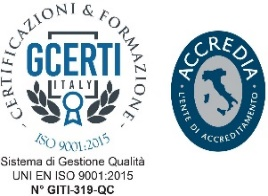 - CERTIFICAZIONI & FORMAZIONE -
GCERTI
ITALY
ISO 9001:2015
Sistema di Gestione Qualità
UNI EN ISO 9001:2015
N° GITI-319-QC
ACCREDIA
L'ENTE DI ACCREDITAMENTO